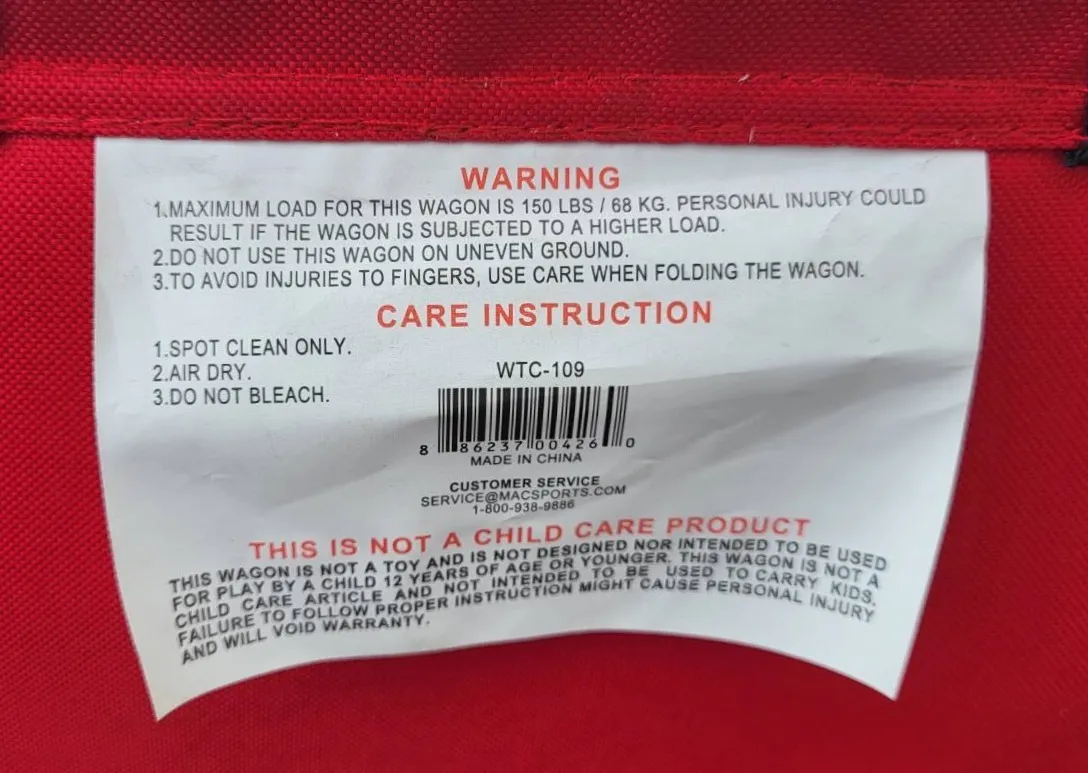 WARNING
1.MAXIMUM LOAD FOR THIS WAGON IS 150 LBS / 68 KG. PERSONAL INJURY COULD
RESULT IF THE WAGON IS SUBJECTED TO A HIGHER LOAD.
2.DO NOT USE THIS WAGON ON UNEVEN GROUND.
3.TO AVOID INJURIES TO FINGERS, USE CARE WHEN FOLDING THE WAGON.
CARE INSTRUCTION
1.SPOT CLEAN ONLY.
2.AIR DRY.
3.DO NOT BLEACH.
WTC-109
8 86237 00426 0
MADE IN CHINA
CUSTOMER SERVICE
SERVICE@MACSPORTS.COM
1-800-938-9886
THIS IS NOT A CHILD CARE PRODUCT
THIS WAGON IS NOT A TOY AND IS NOT DESIGNED NOR INTENDED TO BE USED
FOR PLAY BY A CHILD 12 YEARS OF AGE OR YOUNGER. THIS WAGON IS NOT A
CHILD CARE ARTICLE AND NOT INTENDED TO BE USED TO CARRY KIDS.
FAILURE TO FOLLOW PROPER INSTRUCTION MIGHT CAUSE PERSONAL INJURY
AND WILL VOID WARRANTY.